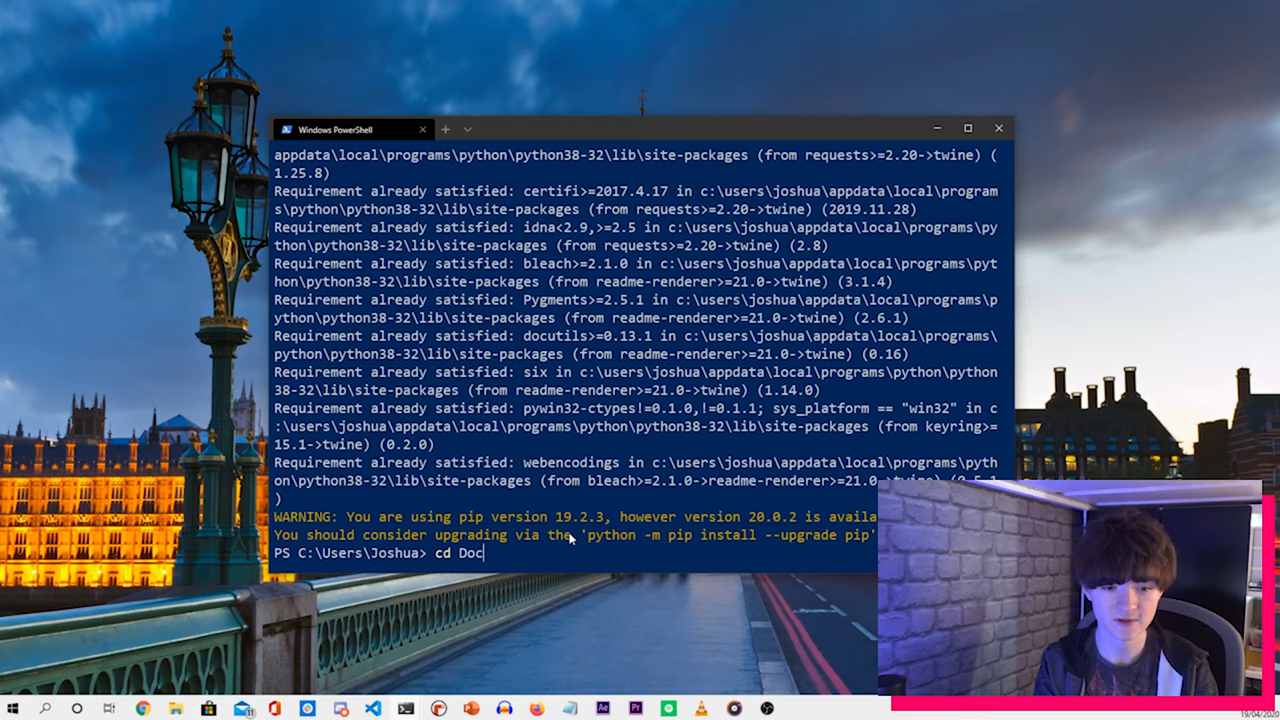 Windows PowerShell
appdata\local\programs\python\python38-32\lib\site-packages (from requests>=2.20->twine) (
1.25.8)
Requirement already satisfied: certifi>=2017.4.17 in c:\users\joshua\appdata\local\program
s\python\python38-32\lib\site-packages (from requests>=2.20->twine) (2019.11.28)
Requirement already satisfied: idna<2.9,>=2.5 in c:\users\joshua\appdata\local\programs\py
thon\python38-32\lib\site-packages (from requests>=2.20->twine) (2.8)
Requirement already satisfied: bleach>=2.1.0 in c:\users\joshua\appdata\local\programs\pyt
hon\python38-32\lib\site-packages (from readme-renderer>=21.0->twine) (3.1.4)
Requirement already satisfied: Pygments>=2.5.1 in c:\users\joshua\appdata\local\programs\p
ython\python38-32\lib\site-packages (from readme-renderer>=21.0->twine) (2.6.1)
Requirement already satisfied: docutils>=0.13.1 in c:\users\joshua\appdata\local\programs\
python\python38-32\lib\site-packages (from readme-renderer>=21.0->twine) (0.16)
Requirement already satisfied: six in c:\users\joshua\appdata\local\programs\python\python
38-32\lib\site-packages (from readme-renderer>=21.0->twine) (1.14.0)
Requirement already satisfied: pywin32-ctypes!=0.1.0,!=0.1.1; sys_platform == "win32" in c
:\users\joshua\appdata\local\programs\python\python38-32\lib\site-packages (from keyring>=
15.1->twine) (0.2.0)
Requirement already satisfied: webencodings in c:\users\joshua\appdata\local\programs\pyth
on\python38-32\lib\site-packages (from bleach>=2.1.0->readme-renderer>=21.0->twine) (0.5.1
)
WARNING: You are using pip version 19.2.3, however version 20.0.2 is availa
You should consider upgrading via the 'python -m pip install --upgrade pip'
PS C:\Users\Joshua> cd Doc
11
Ae
Pr
19/04/2020